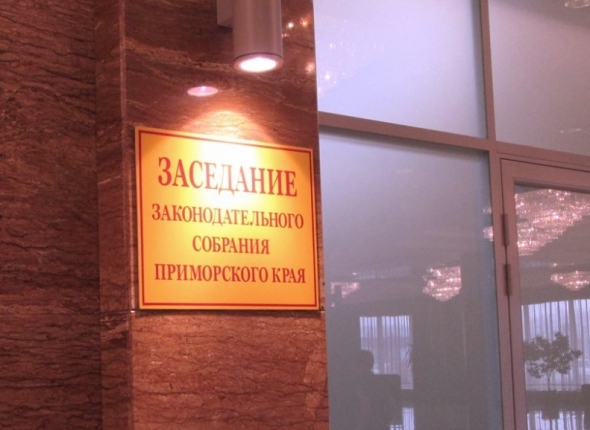 ЗАСЕДАНИЕ
ЗАКОНОДАТЕЛЬНОГО
СОБРАНИЯ
ПРИМОРСКОГО КРАЯ